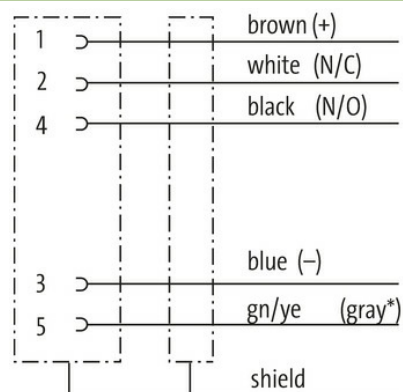 1 brown (+)
2 white (N/C)
4 black (N/O)
3 blue (–)
5 gn/ye (gray*)
shield